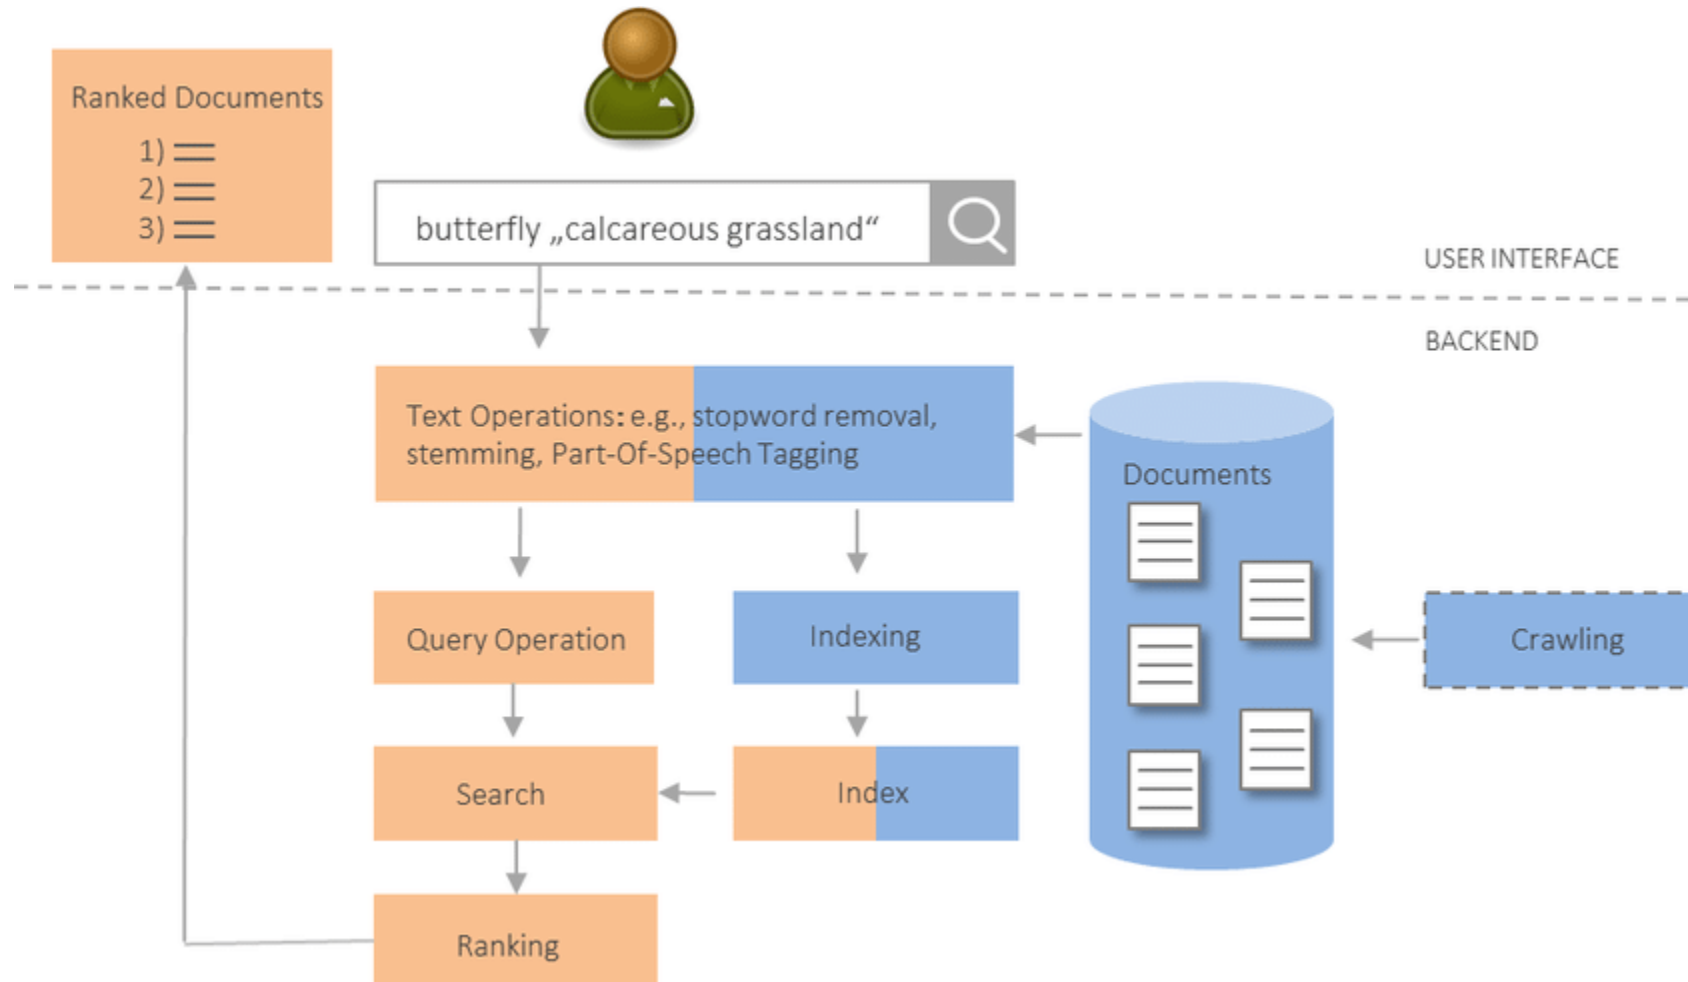 Ranked Documents
1)
2)
3)
butterfly „calcareous grassland“
USER INTERFACE
BACKEND
Text Operations: e.g., stopword removal,
stemming, Part-Of-Speech Tagging
Documents
Query Operation
Indexing
Crawling
Search
Index
Ranking